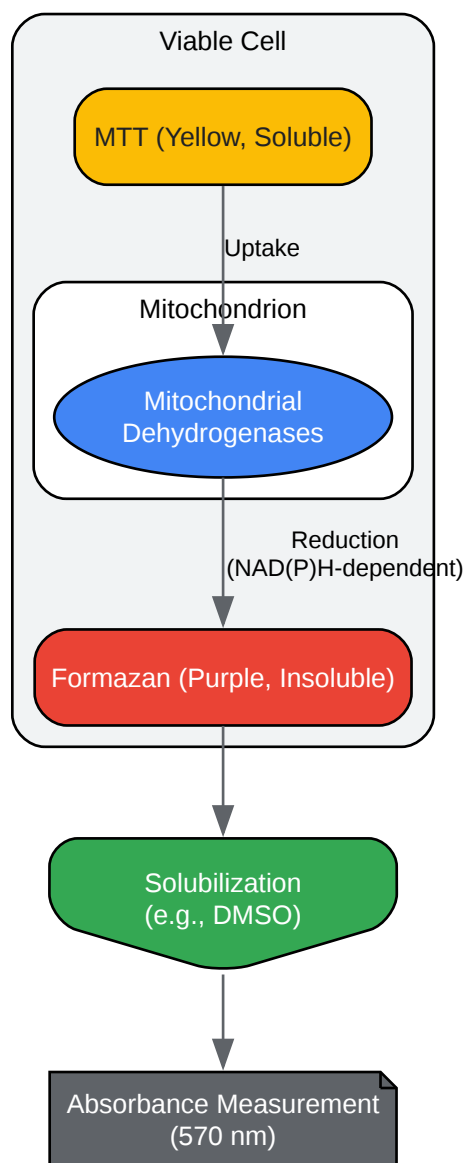 Viable Cell
MTT (Yellow, Soluble)
Uptake
Mitochondrion
Mitochondrial
Dehydrogenases
Reduction
(NAD(P)H-dependent)
Formazan (Purple, Insoluble)
Solubilization
(e.g., DMSO)
Absorbance Measurement
(570 nm)